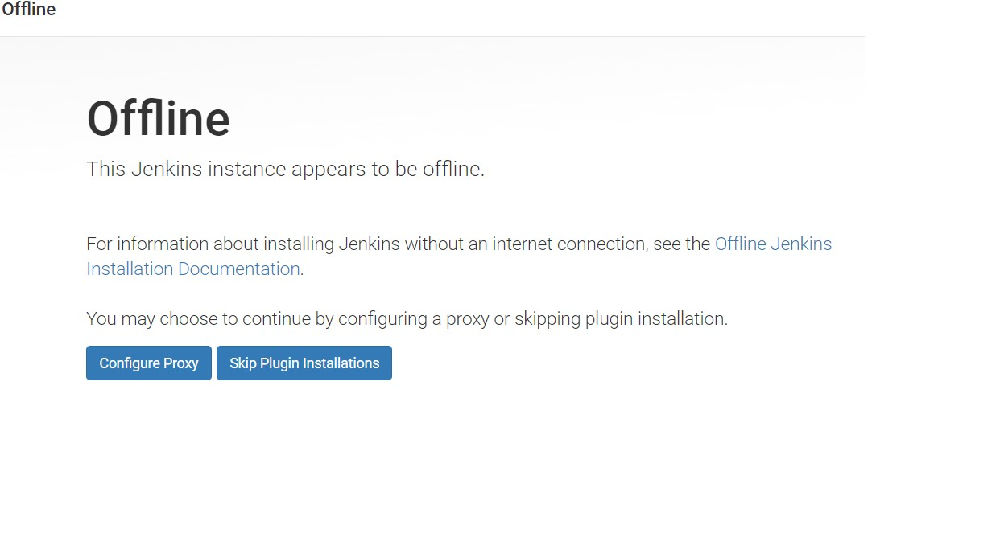 Offline
Offline
This Jenkins instance appears to be offline.
For information about installing Jenkins without an internet connection, see the Offline Jenkins
Installation Documentation.
You may choose to continue by configuring a proxy or skipping plugin installation.
Configure Proxy Skip Plugin Installations